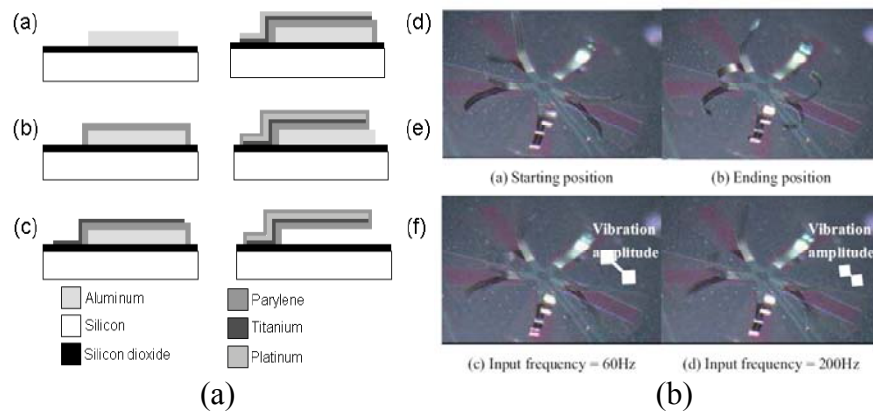 (a)
(d)
(b)
(e)
(c)
(f)
Aluminum
Silicon
Silicon dioxide
Parylene
Titanium
Platinum
(a)
(a) Starting position
(b) Ending position
Vibration
amplitude
Vibration
amplitude
(c) Input frequency = 60Hz
(d) Input frequency = 200Hz
(b)